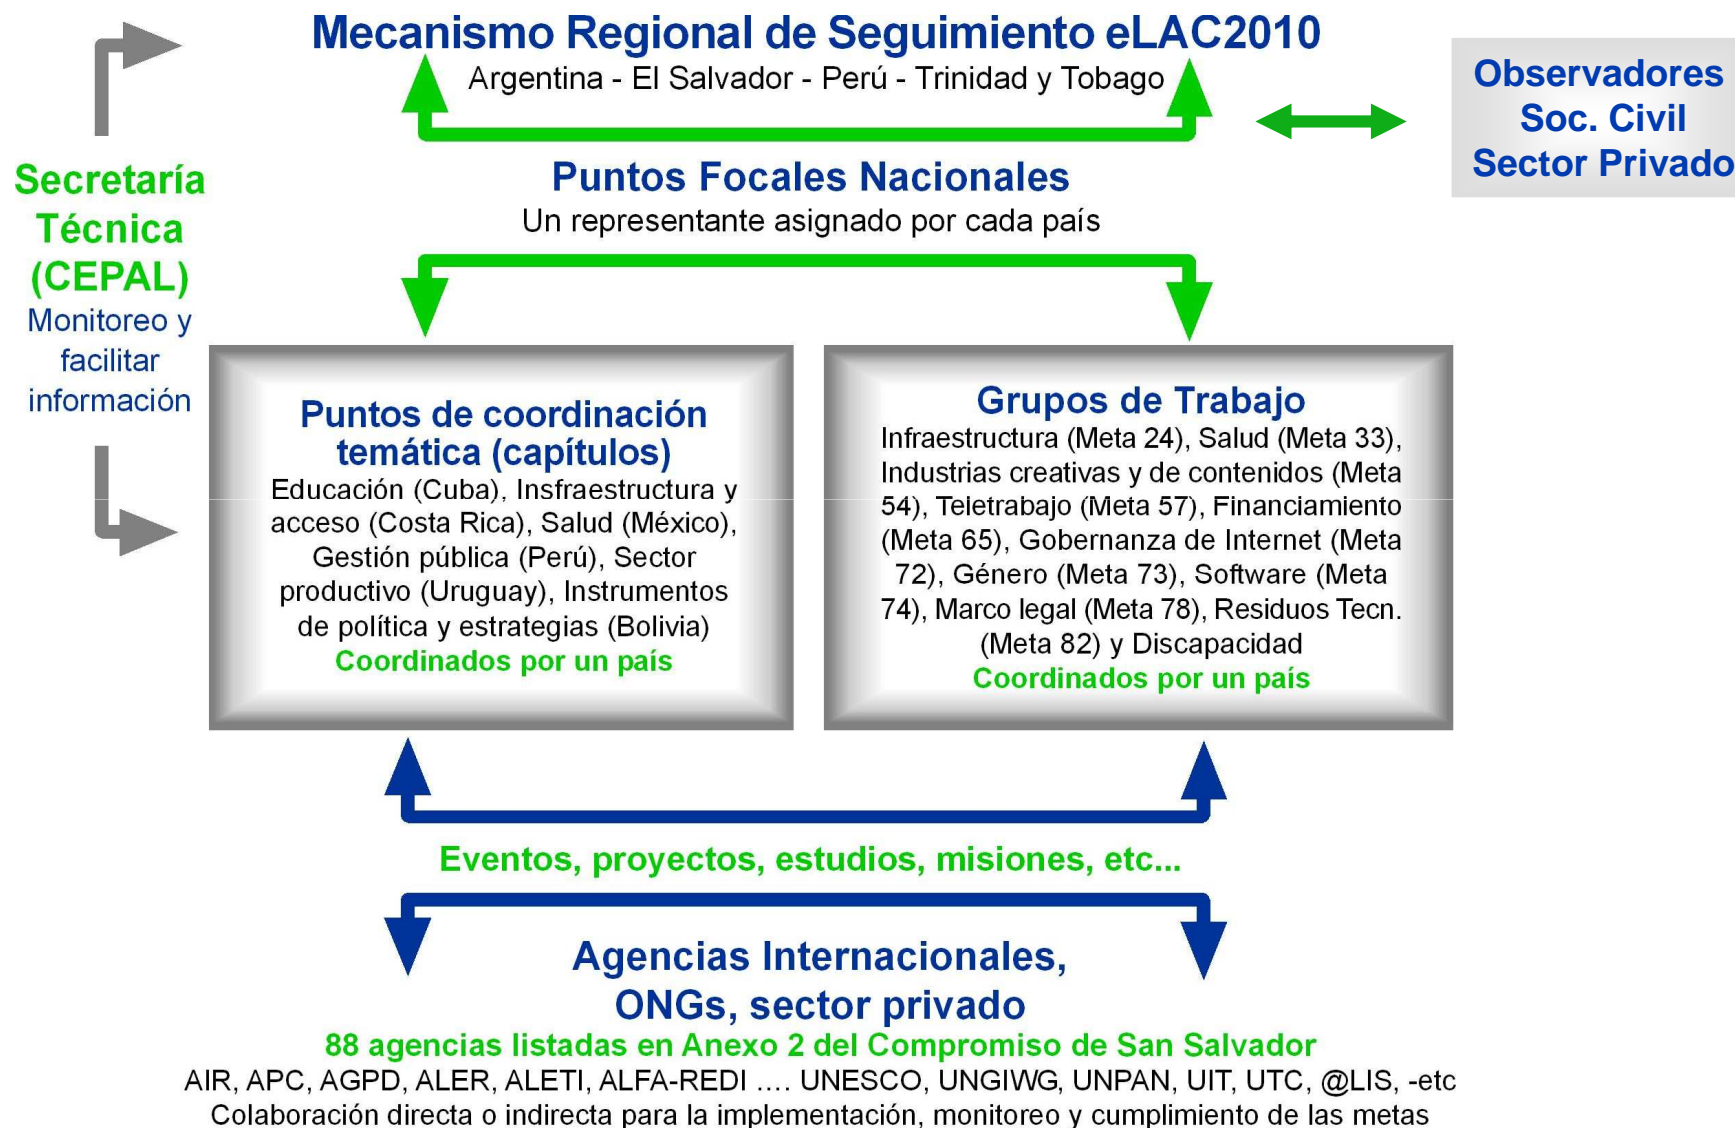 Mecanismo Regional de Seguimiento eLAC2010
Argentina - El Salvador - Perú - Trinidad y Tobago
Observadores
Soc. Civil
Sector Privado
Secretaría
Técnica
(CEPAL)
Monitoreo y
facilitar
información
Puntos Focales Nacionales
Un representante asignado por cada país
Puntos de coordinación
temática (capítulos)
Educación (Cuba), Insfraestructura y
acceso (Costa Rica), Salud (México),
Gestión pública (Perú), Sector
productivo (Uruguay), Instrumentos
de política y estrategias (Bolivia)
Coordinados por un país
Grupos de Trabajo
Infraestructura (Meta 24), Salud (Meta 33),
Industrias creativas y de contenidos (Meta
54), Teletrabajo (Meta 57), Financiamiento
(Meta 65), Gobernanza de Internet (Meta
72), Género (Meta 73), Software (Meta
74), Marco legal (Meta 78), Residuos Tecn.
(Meta 82) y Discapacidad
Coordinados por un país
Eventos, proyectos, estudios, misiones, etc...
Agencias Internacionales,
ONGs, sector privado
88 agencias listadas en Anexo 2 del Compromiso de San Salvador
AIR, APC, AGPD, ALER, ALETI, ALFA-REDI .... UNESCO, UNGIWG, UNPAN, UIT, UTC, @LIS, -etc
Colaboración directa o indirecta para la implementación, monitoreo y cumplimiento de las metas